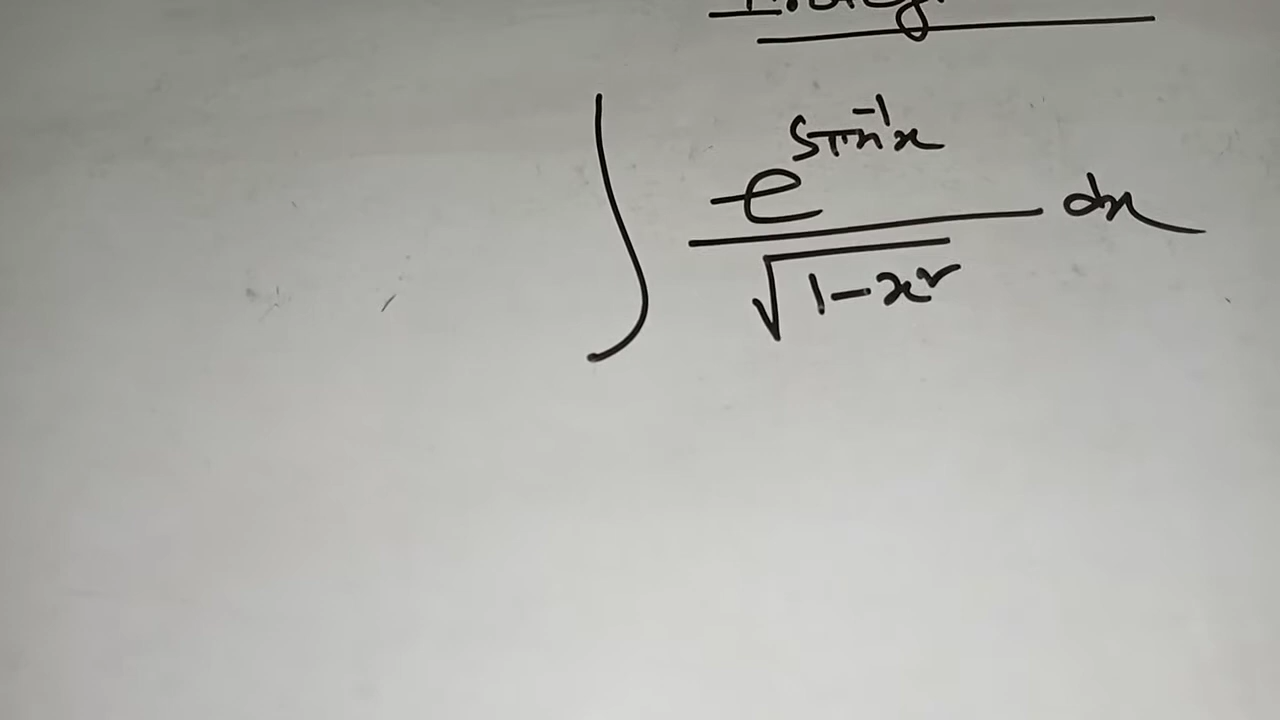 ∫ e^{sin⁻¹x} / √(1-x²) dx